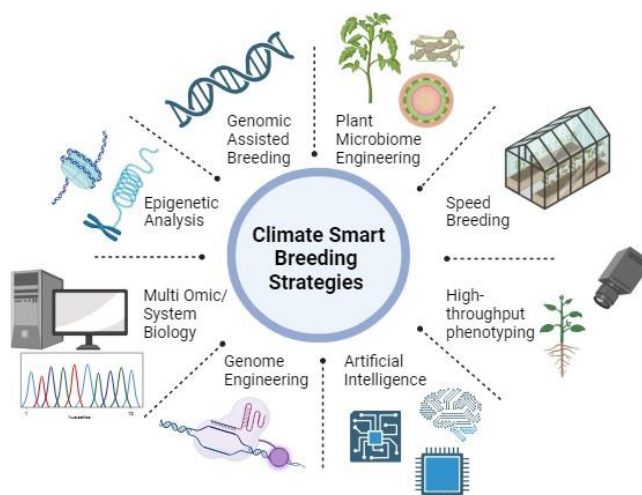 Genomic
Assisted
Breeding
Plant
Microbiome
Engineering
Epigenetic
Analysis
Speed
Breeding
Climate Smart
Breeding
Strategies
Multi Omic/
System
Biology
High-
throughput
phenotyping
Genome
Engineering
Artificial
Intelligence
1